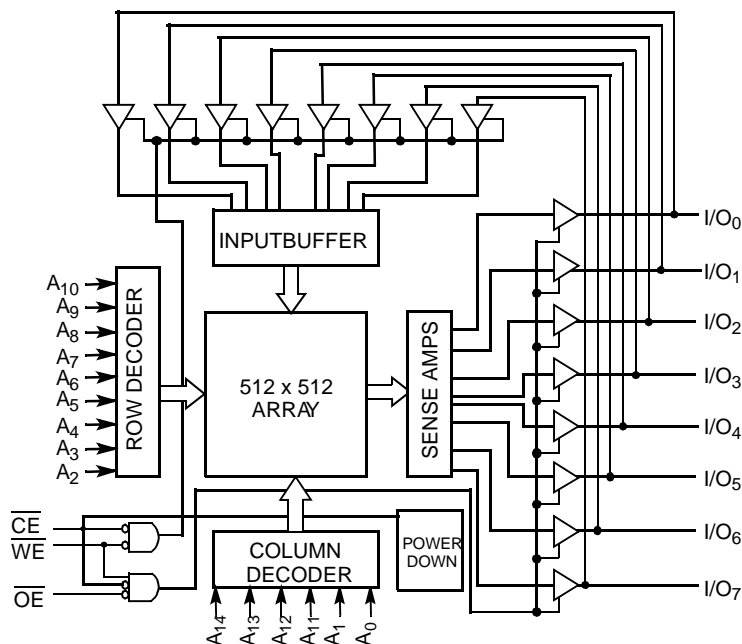 INPUTBUFFER
I/O0
I/O1
I/O2
I/O3
I/O4
I/O5
I/O6
I/O7
A10
A9
A8
A7
A6
A5
A4
A3
A2
ROW DECODER
512 x 512
ARRAY
SENSE AMPS
CE
WE
OE
COLUMN
DECODER
POWER
DOWN
A14
A13
A12
A11
A1
A0